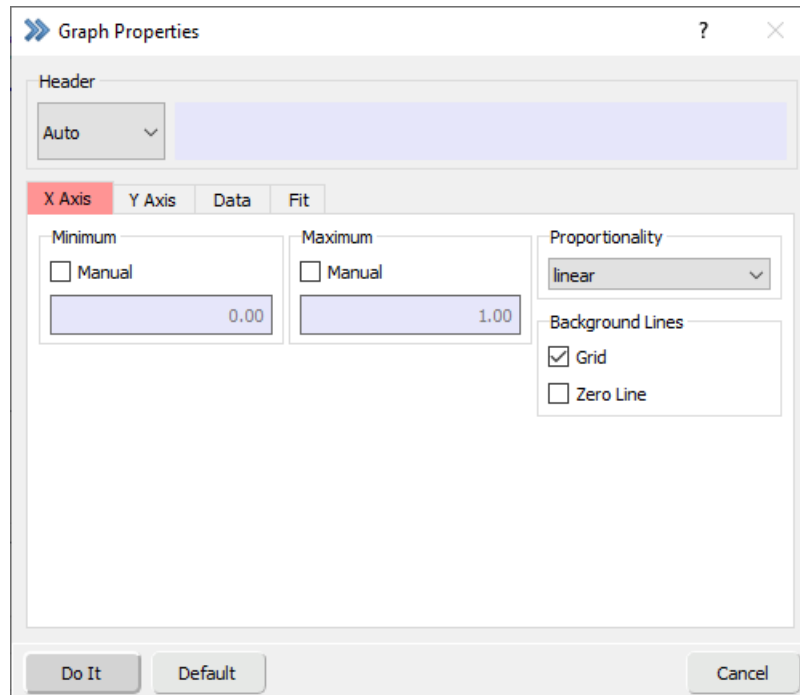 Graph Properties ?
Header
Auto
X Axis Y Axis Data Fit
Minimum Maximum Proportionality
Manual Manual linear
0.00 1.00
Background Lines
Grid
Zero Line
Do It Default Cancel